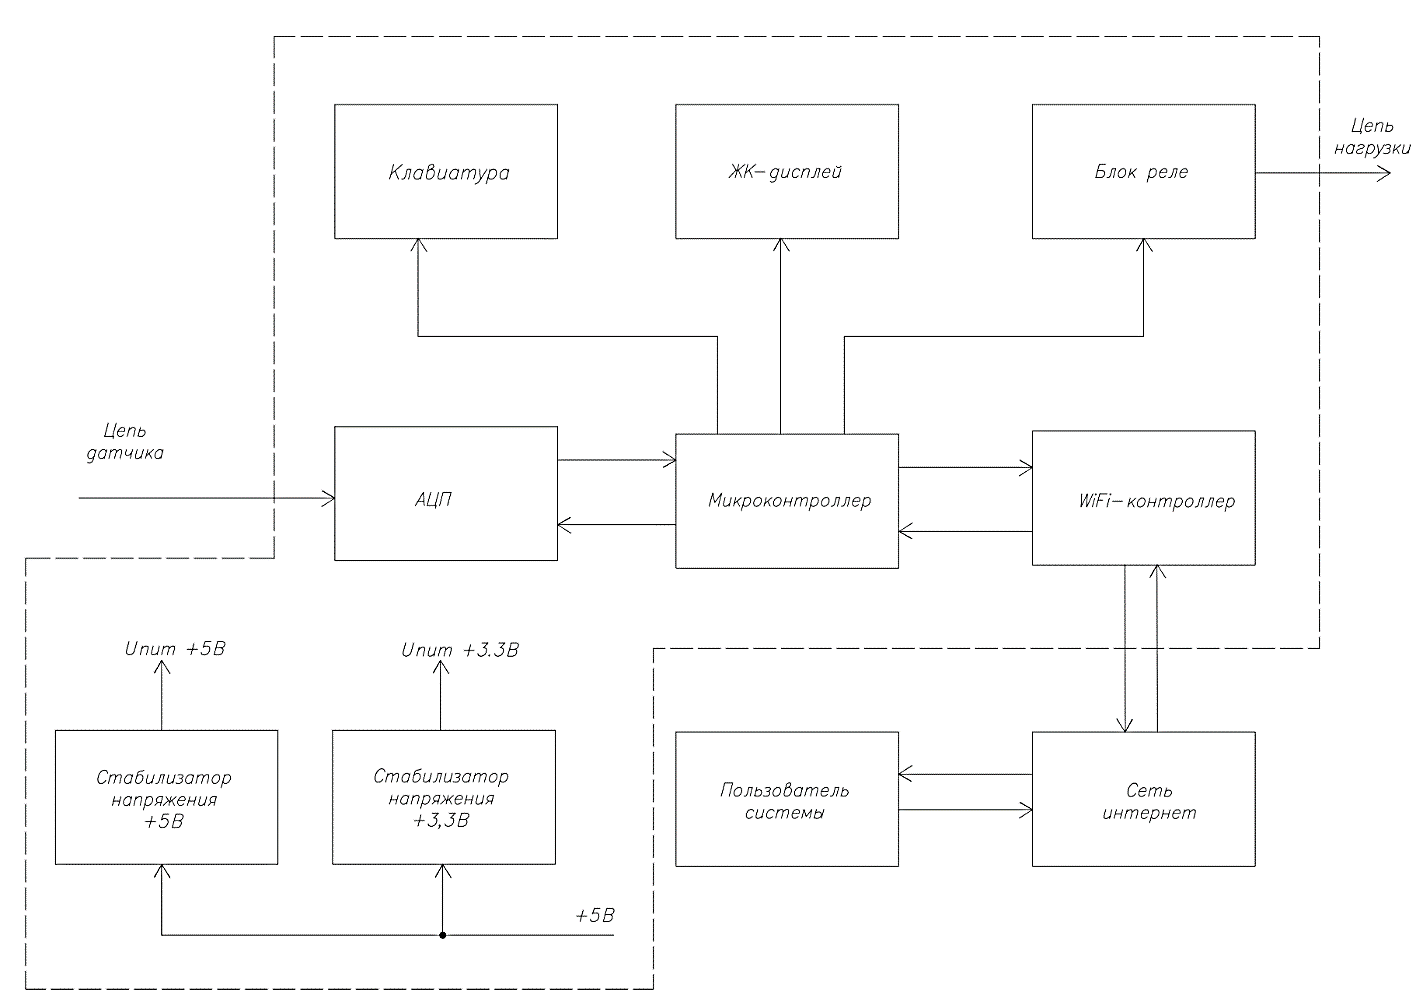 Клавиатура
ЖК-дисплей
Блок реле
Цепь
нагрузки
Цепь
датчика
АЦП
Микроконтроллер
WiFi-контроллер
Uпит +5В
Uпит +3.3В
Стабилизатор
напряжения
+5В
Стабилизатор
напряжения
+3,3В
Пользователь
системы
Сеть
интернет
+5В